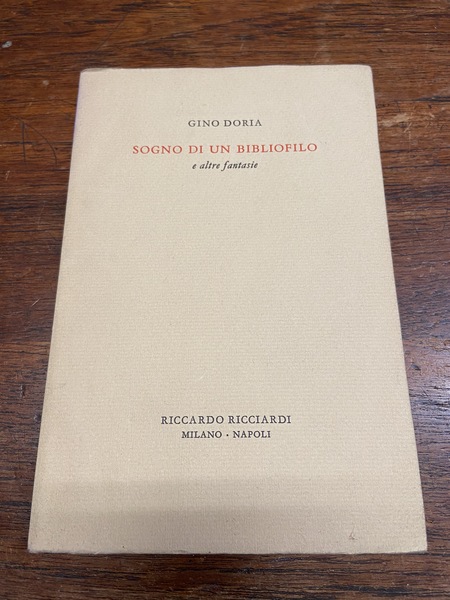 GINO DORIA
SOGNO DI UN BIBLIOFILO
e altre fantasie
RICCARDO RICCIARDI
MILANO • NAPOLI